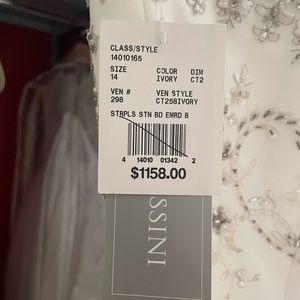 CLASS/STYLE
14010165
SIZE COLOR DIM
14 IVORY CT2
VEN # VEN STYLE
298 CT258IVORY
STRPLS STN BD EMRD B
4 14010 01342 2
$1158.00
SSINI